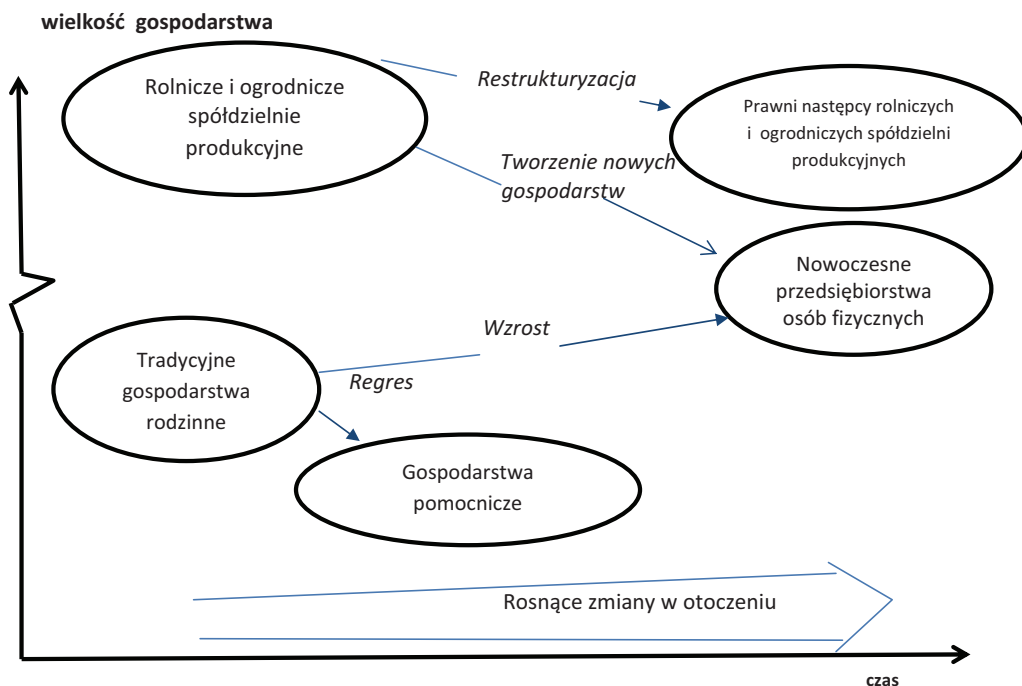 wielkość gospodarstwa
Rolnicze i ogrodnicze
spółdzielnie
produkcyjne
Restrukturyzacja
Prawni następcy rolniczych
i ogrodniczych spółdzielni
produkcyjnych
Tworzenie nowych
gospodarstw
Nowoczesne
przedsiębiorstwa
osób fizycznych
Wzrost
Tradycyjne
gospodarstwa
rodzinne
Regres
Gospodarstwa
pomocnicze
Rosnące zmiany w otoczeniu
czas